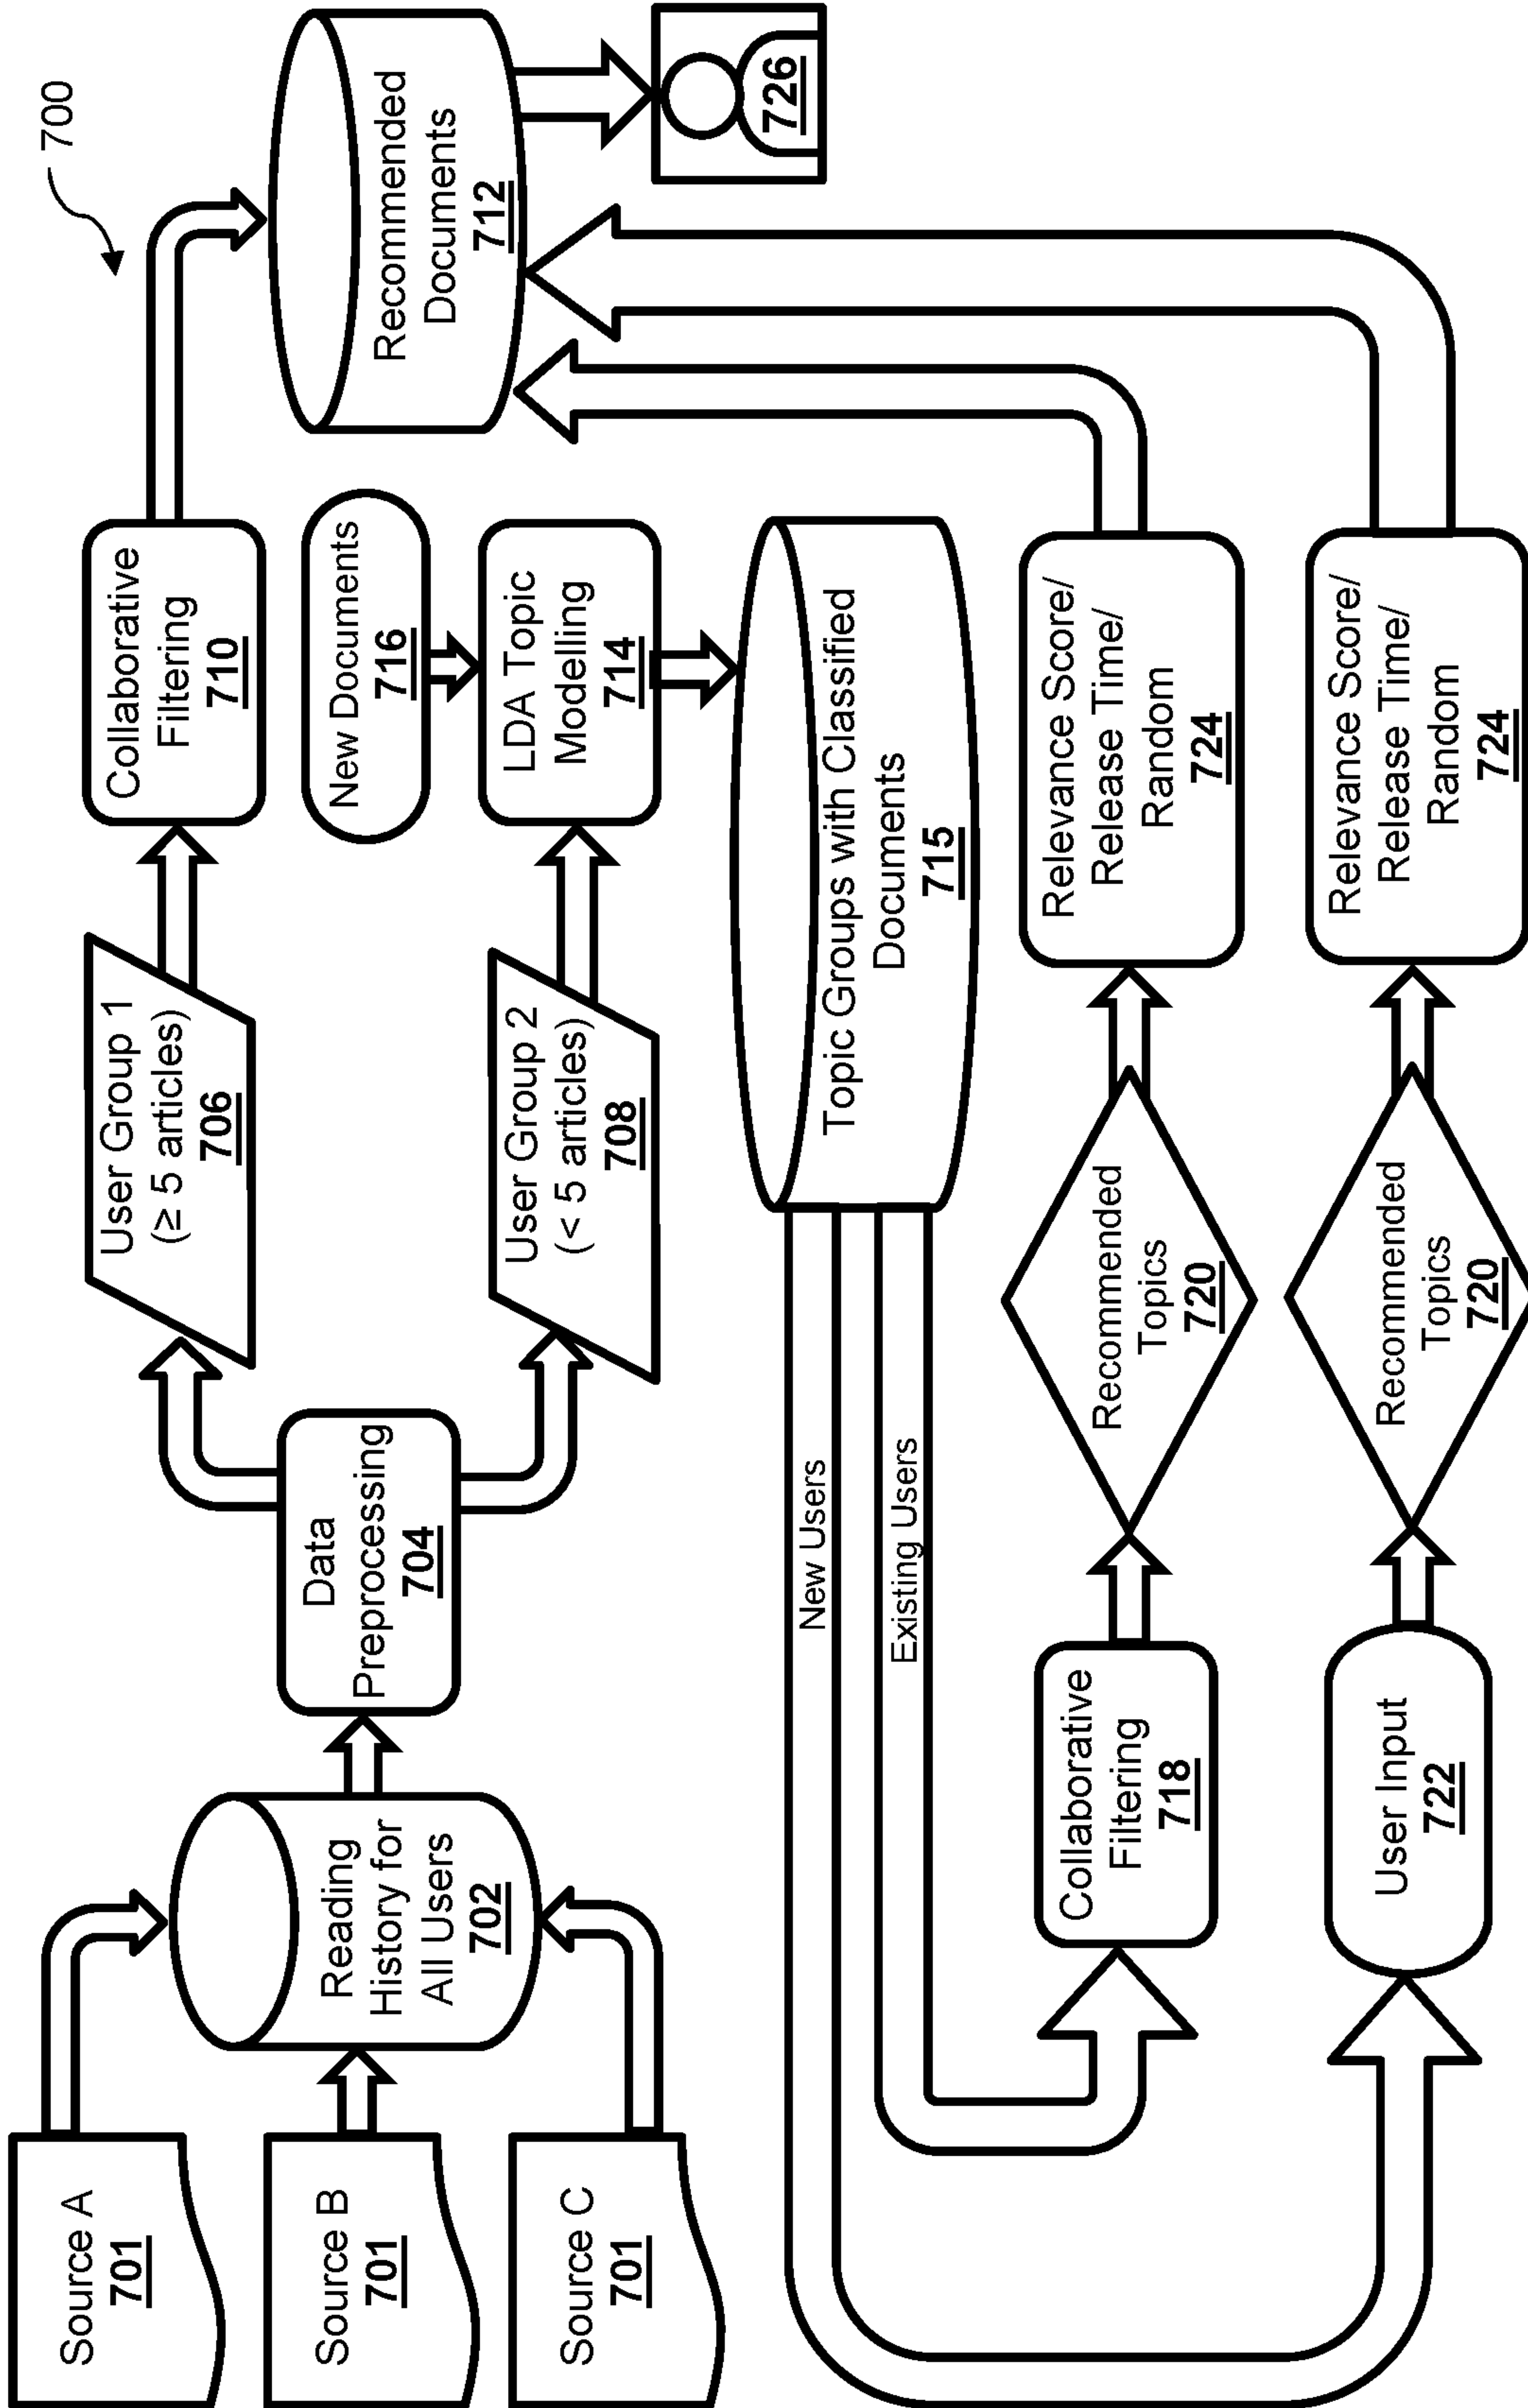 700
Source A
701
Source B
701
Source C
701
Reading
History for
All Users
702
Data
Preprocessing
704
User Group 1
(≥ 5 articles)
706
User Group 2
(< 5 articles)
708
Collaborative
Filtering
710
New Documents
716
LDA Topic
Modelling
714
Recommended
Documents
712
726
Topic Groups with Classified
Documents
715
New Users
Existing Users
Collaborative
Filtering
718
Recommended
Topics
720
Relevance Score/
Release Time/
Random
724
User Input
722
Recommended
Topics
720
Relevance Score/
Release Time/
Random
724